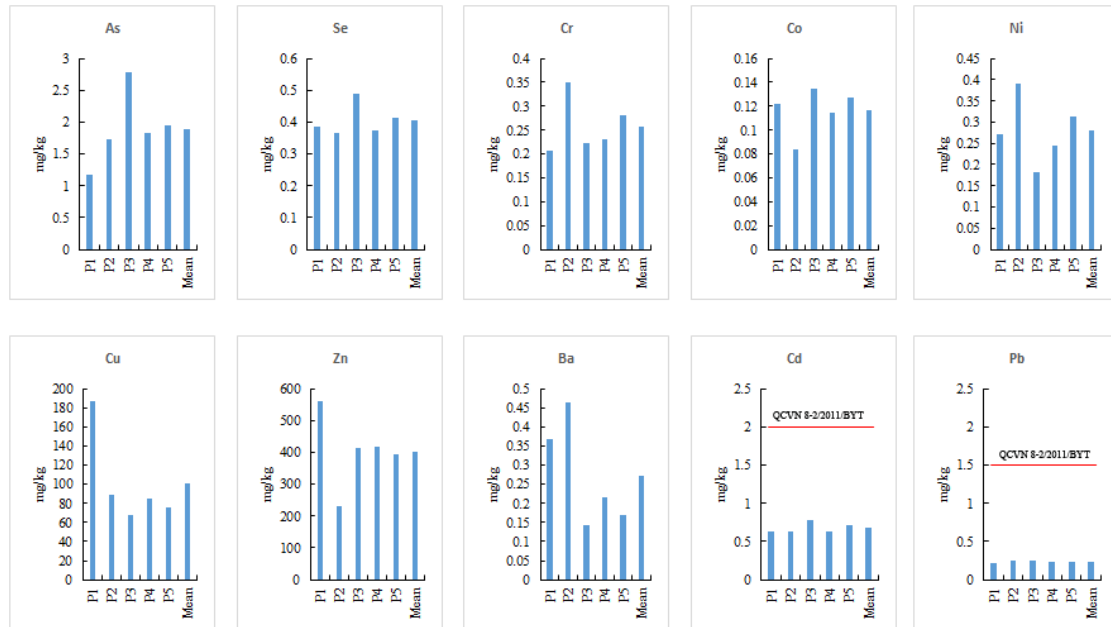 As
3
2.5
2
1.5
1
0.5
0
mg/kg
P1
P2
P3
P4
P5
Mean
Se
0.6
0.5
0.4
0.3
0.2
0.1
0
mg/kg
P1
P2
P3
P4
P5
Mean
Cr
0.4
0.35
0.3
0.25
0.2
0.15
0.1
0.05
0
mg/kg
P1
P2
P3
P4
P5
Mean
Co
0.16
0.14
0.12
0.1
0.08
0.06
0.04
0.02
0
mg/kg
P1
P2
P3
P4
P5
Mean
Ni
0.45
0.4
0.35
0.3
0.25
0.2
0.15
0.1
0.05
0
mg/kg
P1
P2
P3
P4
P5
Mean
Cu
200
180
160
140
120
100
80
60
40
20
0
mg/kg
P1
P2
P3
P4
P5
Mean
Zn
600
500
400
300
200
100
0
mg/kg
P1
P2
P3
P4
P5
Mean
Ba
0.5
0.45
0.4
0.35
0.3
0.25
0.2
0.15
0.1
0.05
0
mg/kg
P1
P2
P3
P4
P5
Mean
Cd
2.5
2
1.5
1
0.5
0
mg/kg
QCVN 8-2/2011/BYT
P1
P2
P3
P4
P5
Mean
Pb
2.5
2
1.5
1
0.5
0
mg/kg
QCVN 8-2/2011/BYT
P1
P2
P3
P4
P5
Mean